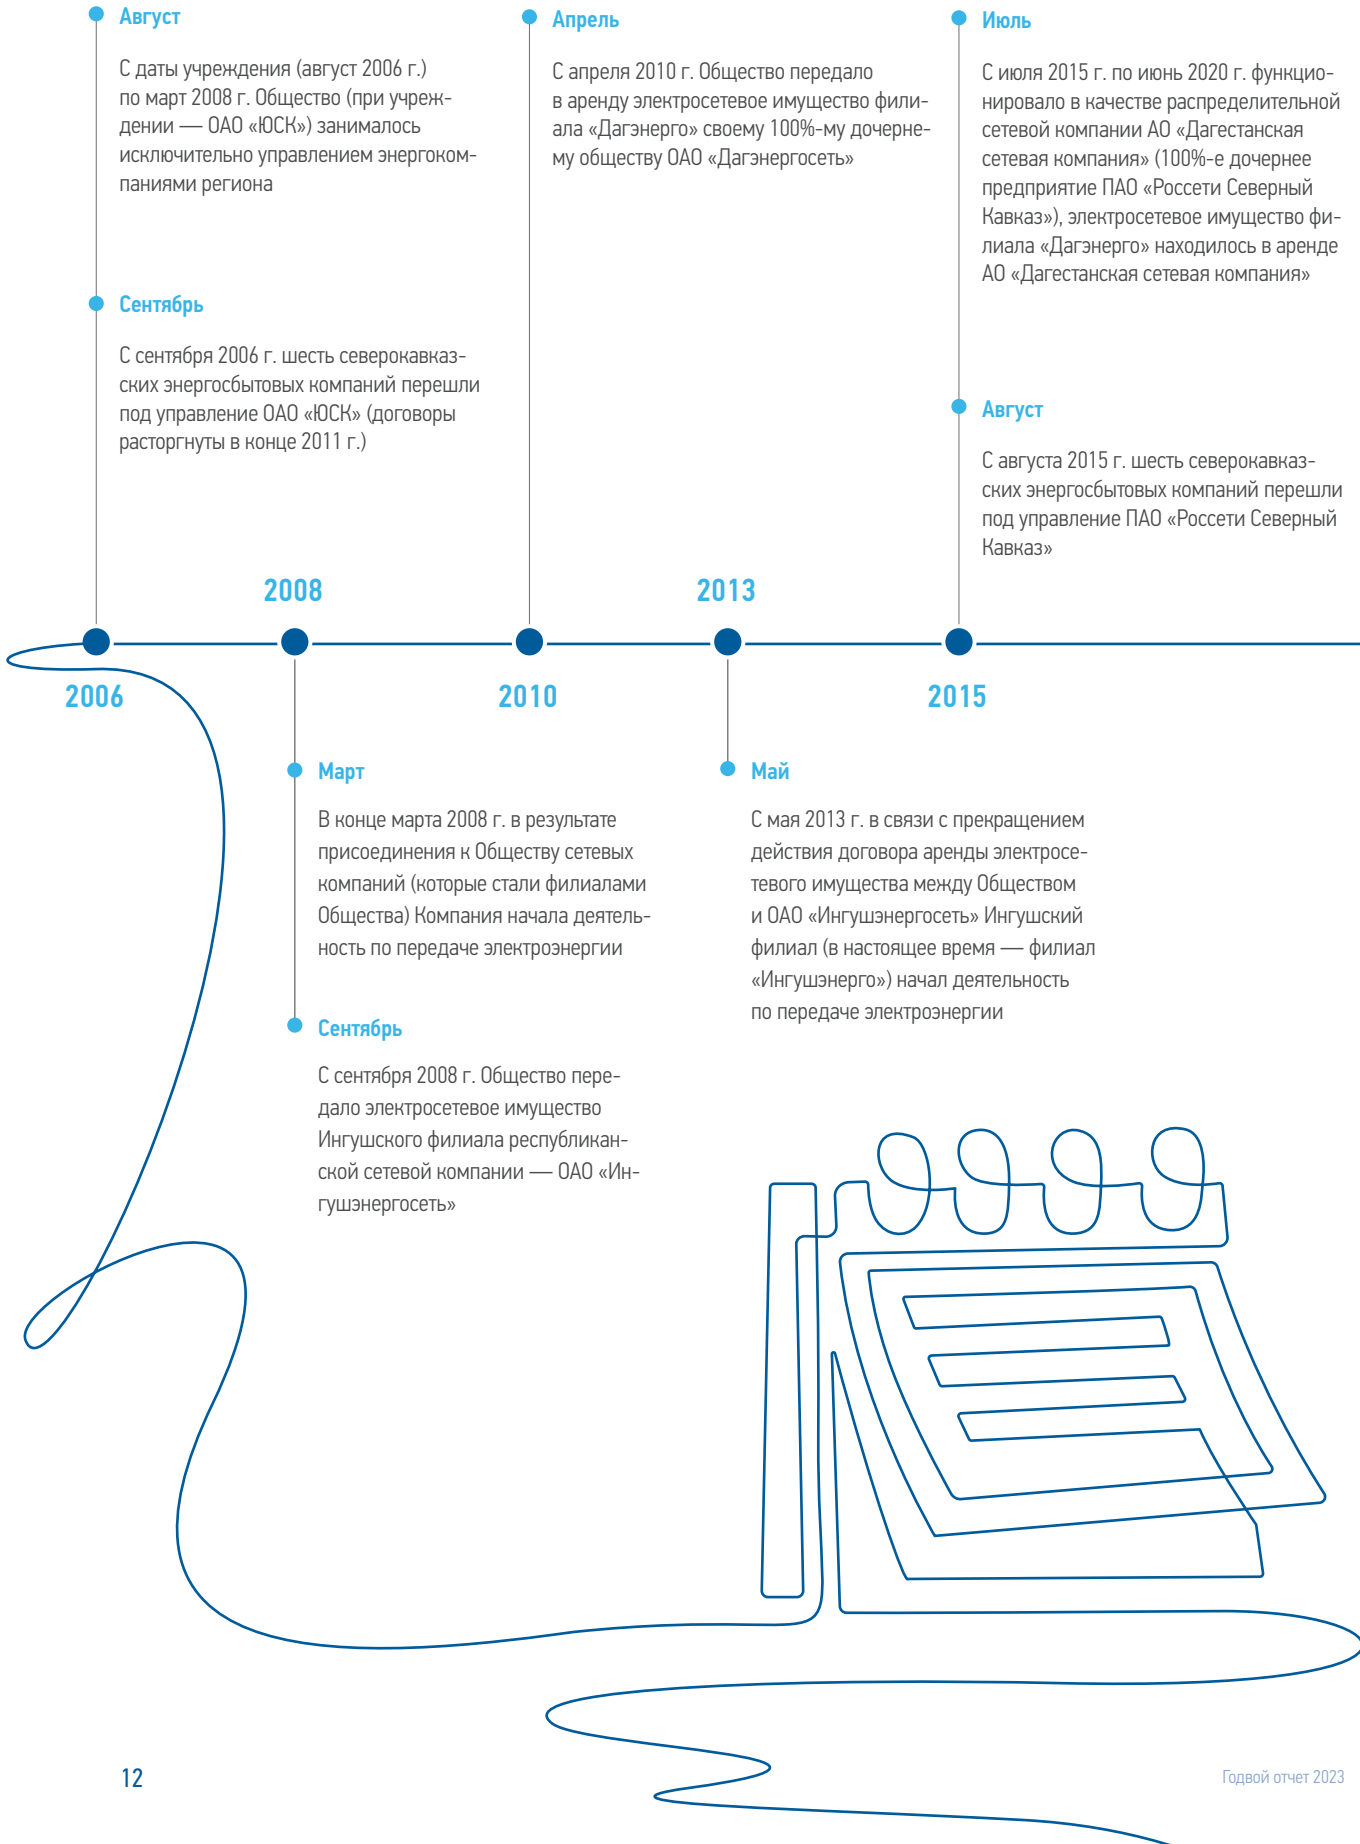 Август
С даты учреждения (август 2006 г.)
по март 2008 г. Общество (при учреж-
дении — ОАО «ЮСК») занималось
исключительно управлением энергоком-
паниями региона
Сентябрь
С сентября 2006 г. шесть северокавказ-
ских энергосбытовых компаний перешли
под управление ОАО «ЮСК» (договоры
расторгнуты в конце 2011 г.)
Апрель
С апреля 2010 г. Общество передало
в аренду электросетевое имущество фили-
ала «Дагэнерго» своему 100%-му дочерне-
му обществу ОАО «Дагэнергосеть»
Июль
С июля 2015 г. по июнь 2020 г. функцио-
нировало в качестве распределительной
сетевой компании АО «Дагестанская
сетевая компания» (100%-е дочернее
предприятие ПАО «Россети Северный
Кавказ»), электросетевое имущество фи-
лиала «Дагэнерго» находилось в аренде
АО «Дагестанская сетевая компания»
Август
С августа 2015 г. шесть северокавказ-
ских энергосбытовых компаний перешли
под управление ПАО «Россети Северный
Кавказ»
2008
2013
2006
2010
2015
Март
В конце марта 2008 г. в результате
присоединения к Обществу сетевых
компаний (которые стали филиалами
Общества) Компания начала деятель-
ность по передаче электроэнергии
Сентябрь
С сентября 2008 г. Общество пере-
дало электросетевое имущество
Ингушского филиала республикан-
ской сетевой компании — ОАО «Ин-
гушэнергосеть»
Май
С мая 2013 г. в связи с прекращением
действия договора аренды электросе-
тевого имущества между Обществом
и ОАО «Ингушэнергосеть» Ингушский
филиал (в настоящее время — филиал
«Ингушэнерго») начал деятельность
по передаче электроэнергии
12
Годвой отчет 2023